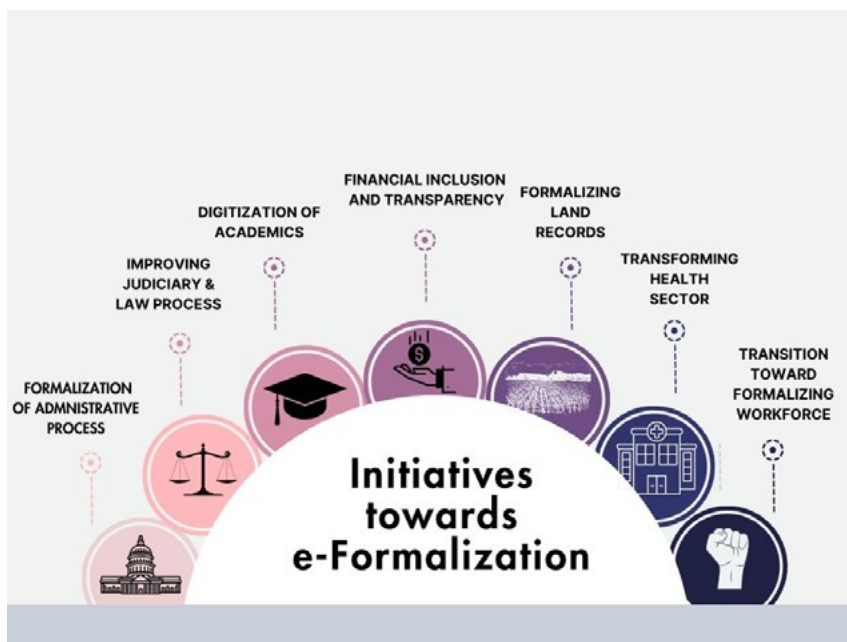 FINANCIAL INCLUSION
AND TRANSPARENCY
FORMALIZING
LAND
RECORDS
DIGITIZATION OF
ACADEMICS
IMPROVING
JUDICIARY &
LAW PROCESS
TRANSFORMING
HEALTH
SECTOR
FORMALIZATION
OF ADMNISTRATIVE
PROCESS
TRANSITION
TOWARD
FORMALIZING
WORKFORCE
$
Initiatives
towards
e-Formalization